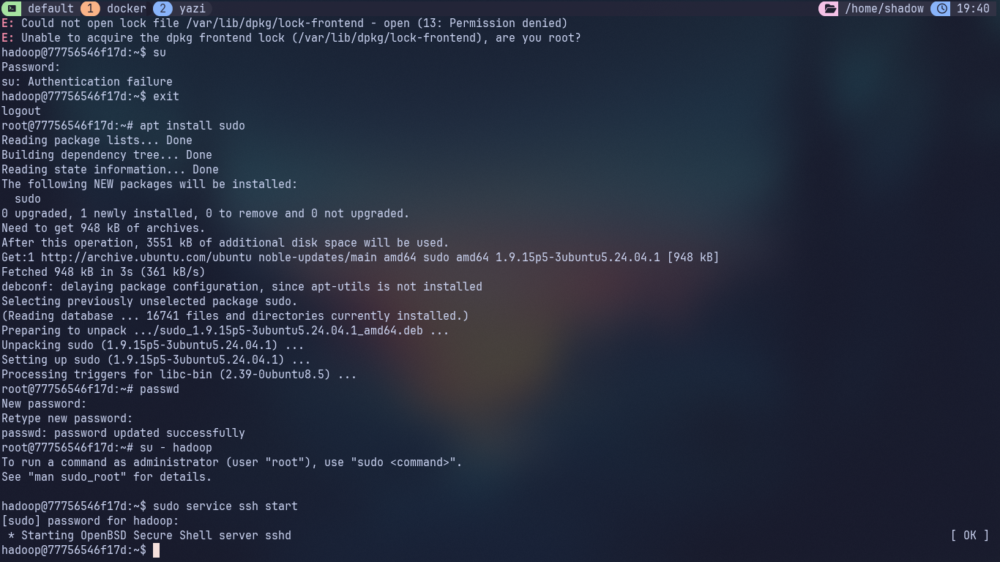 default 1 docker 2 yazi /home/shadow 19:40
E: Could not open lock file /var/lib/dpkg/lock-frontend - open (13: Permission denied)
E: Unable to acquire the dpkg frontend lock (/var/lib/dpkg/lock-frontend), are you root?
hadoop@77756546f17d:~$ su
Password:
su: Authentication failure
hadoop@77756546f17d:~$ exit
logout
root@77756546f17d:~# apt install sudo
Reading package lists... Done
Building dependency tree... Done
Reading state information... Done
The following NEW packages will be installed:
  sudo
0 upgraded, 1 newly installed, 0 to remove and 0 not upgraded.
Need to get 948 kB of archives.
After this operation, 3551 kB of additional disk space will be used.
Get:1 http://archive.ubuntu.com/ubuntu noble-updates/main amd64 sudo amd64 1.9.15p5-3ubuntu5.24.04.1 [948 kB]
Fetched 948 kB in 3s (361 kB/s)
debconf: delaying package configuration, since apt-utils is not installed
Selecting previously unselected package sudo.
(Reading database ... 16741 files and directories currently installed.)
Preparing to unpack .../sudo_1.9.15p5-3ubuntu5.24.04.1_amd64.deb ...
Unpacking sudo (1.9.15p5-3ubuntu5.24.04.1) ...
Setting up sudo (1.9.15p5-3ubuntu5.24.04.1) ...
Processing triggers for libc-bin (2.39-0ubuntu8.5) ...
root@77756546f17d:~# passwd
New password:
Retype new password:
passwd: password updated successfully
root@77756546f17d:~# su - hadoop
To run a command as administrator (user "root"), use "sudo <command>".
See "man sudo_root" for details.
hadoop@77756546f17d:~$ sudo service ssh start
[sudo] password for hadoop:
 * Starting OpenBSD Secure Shell server sshd [ OK ]
hadoop@77756546f17d:~$